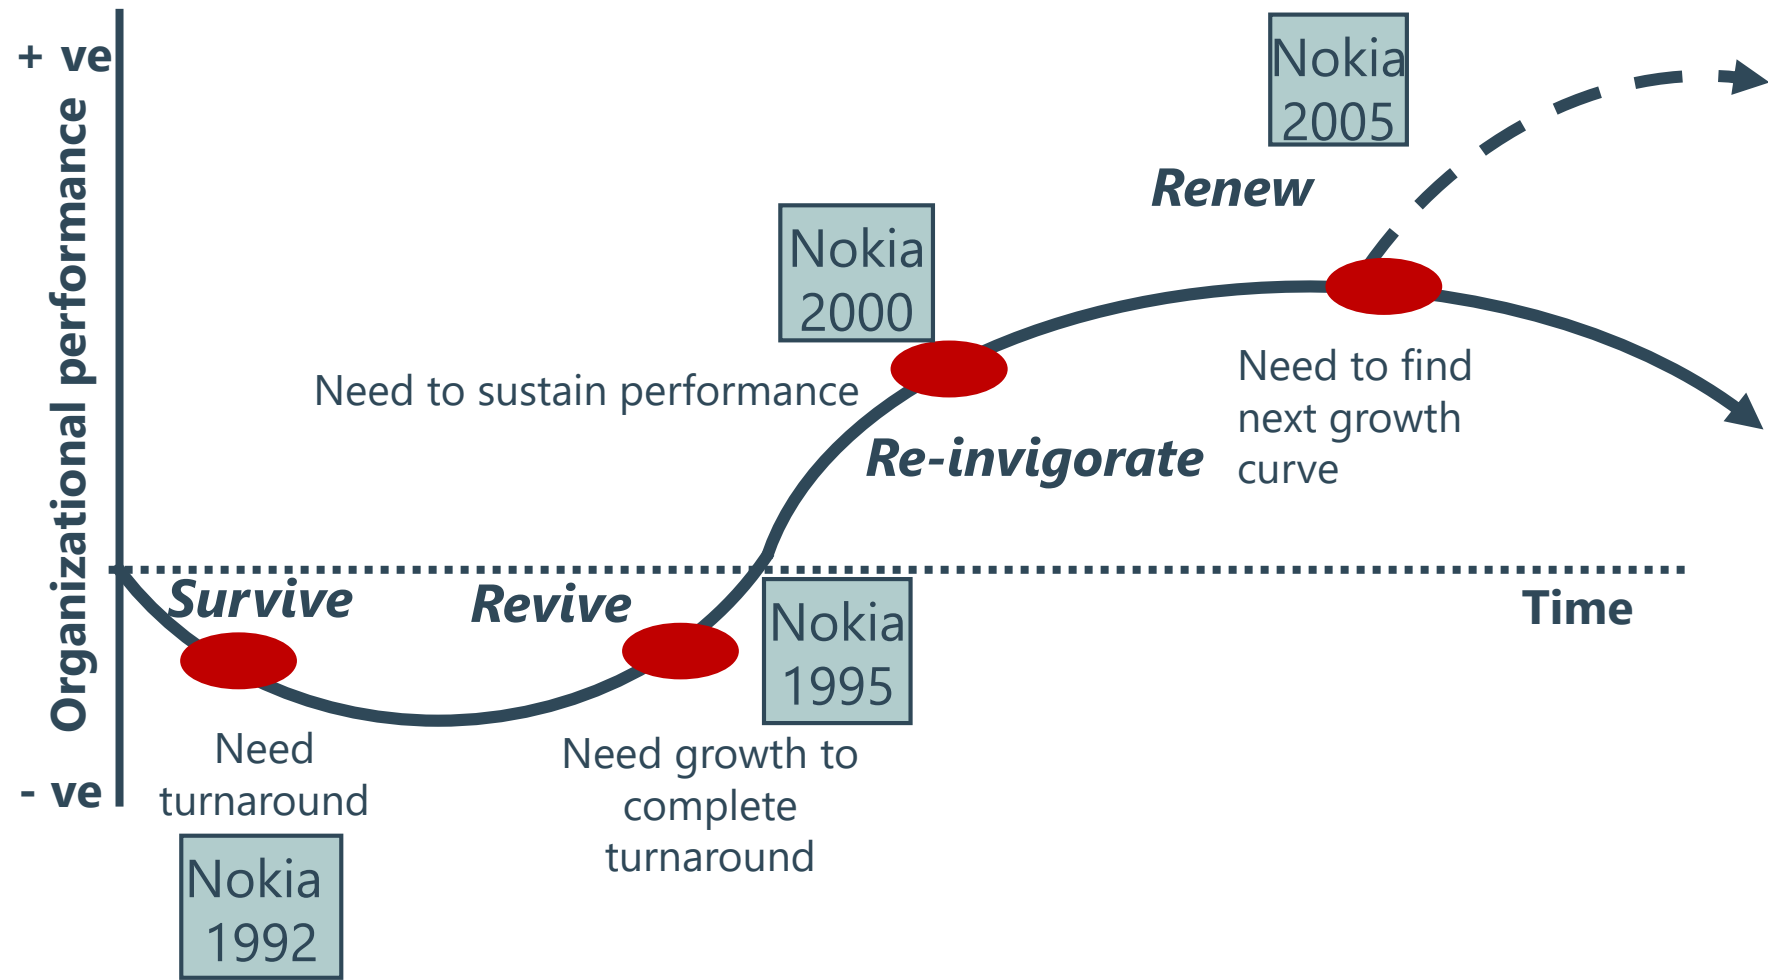 + ve
Organizational performance
- ve
Nokia
2005
Renew
Nokia
2000
Need to sustain performance
Need to find
next growth
curve
Re-invigorate
Survive
Revive
Time
Nokia
1995
Need
turnaround
Need growth to
complete
turnaround
Nokia
1992